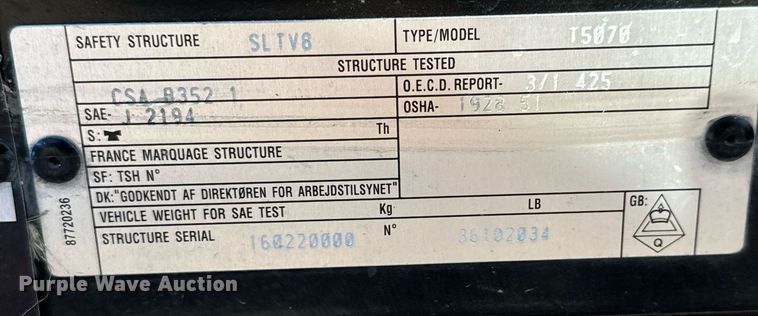 SAFETY STRUCTURE SLTV8 TYPE/MODEL T5070
STRUCTURE TESTED
CSA B352 1 O.E.C.D. REPORT- 3/1 425
SAE- J 2194 OSHA- 1928 51
S: Th
FRANCE MARQUAGE STRUCTURE
SF: TSH N°
DK:"GODKENDT AF DIREKTØREN FOR ARBEJDSTILSYNET"
VEHICLE WEIGHT FOR SAE TEST Kg LB GB:
STRUCTURE SERIAL 160220000 N° 86102034 Q
87720236
Purple Wave Auction